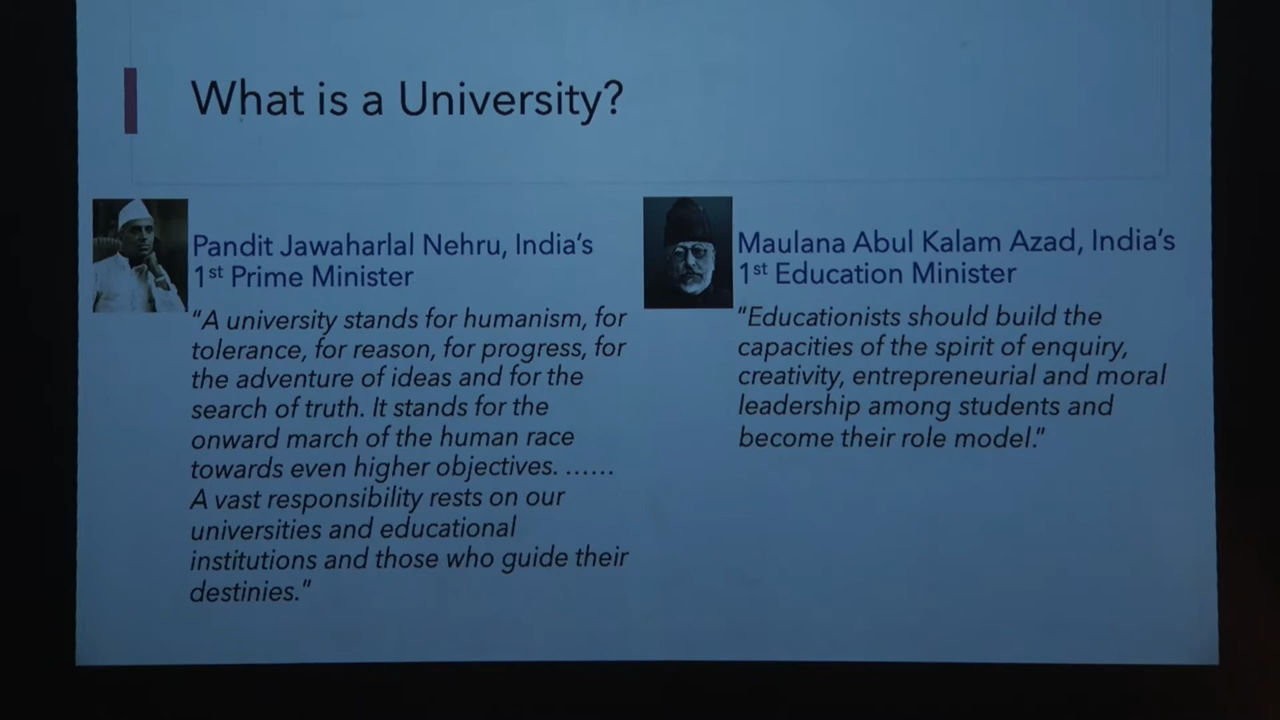 What is a University?
Pandit Jawaharlal Nehru, India's
1st Prime Minister
"A university stands for humanism, for
tolerance, for reason, for progress, for
the adventure of ideas and for the
search of truth. It stands for the
onward march of the human race
towards even higher objectives. ......
A vast responsibility rests on our
universities and educational
institutions and those who guide their
destinies."
Maulana Abul Kalam Azad, India's
1st Education Minister
"Educationists should build the
capacities of the spirit of enquiry,
creativity, entrepreneurial and moral
leadership among students and
become their role model."